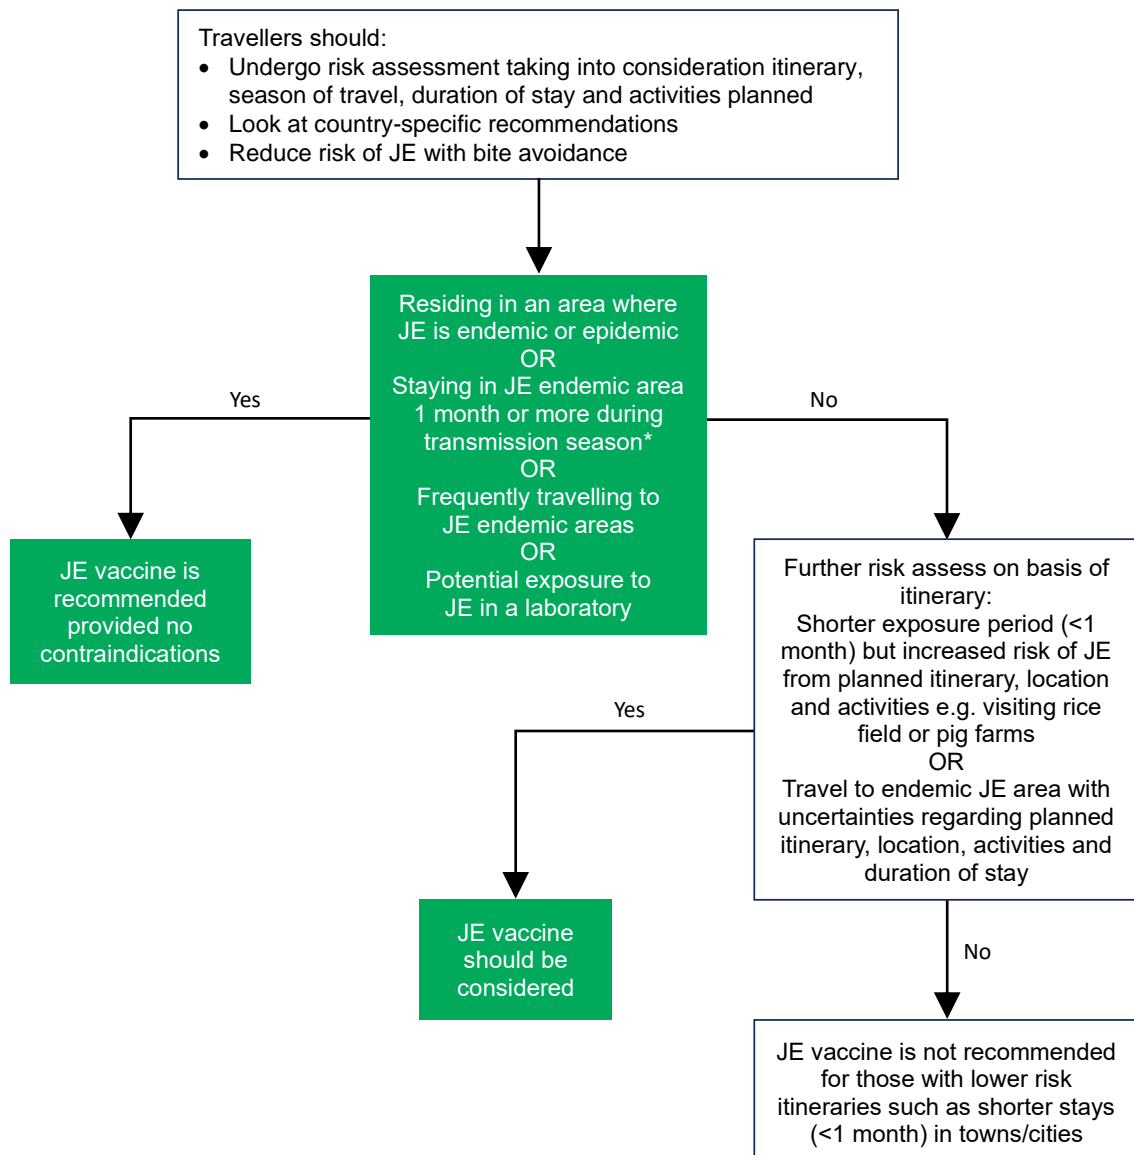 Travellers should:
• Undergo risk assessment taking into consideration itinerary,
season of travel, duration of stay and activities planned
• Look at country-specific recommendations
• Reduce risk of JE with bite avoidance
Residing in an area where
JE is endemic or epidemic
OR
Staying in JE endemic area
1 month or more during
transmission season*
OR
Frequently travelling to
JE endemic areas
OR
Potential exposure to
JE in a laboratory
Yes
No
JE vaccine is
recommended
provided no
contraindications
Further risk assess on basis of
itinerary:
Shorter exposure period (<1
month) but increased risk of JE
from planned itinerary, location
and activities e.g. visiting rice
field or pig farms
OR
Travel to endemic JE area with
uncertainties regarding planned
itinerary, location, activities and
duration of stay
Yes
JE vaccine
should be
considered
No
JE vaccine is not recommended
for those with lower risk
itineraries such as shorter stays
(<1 month) in towns/cities